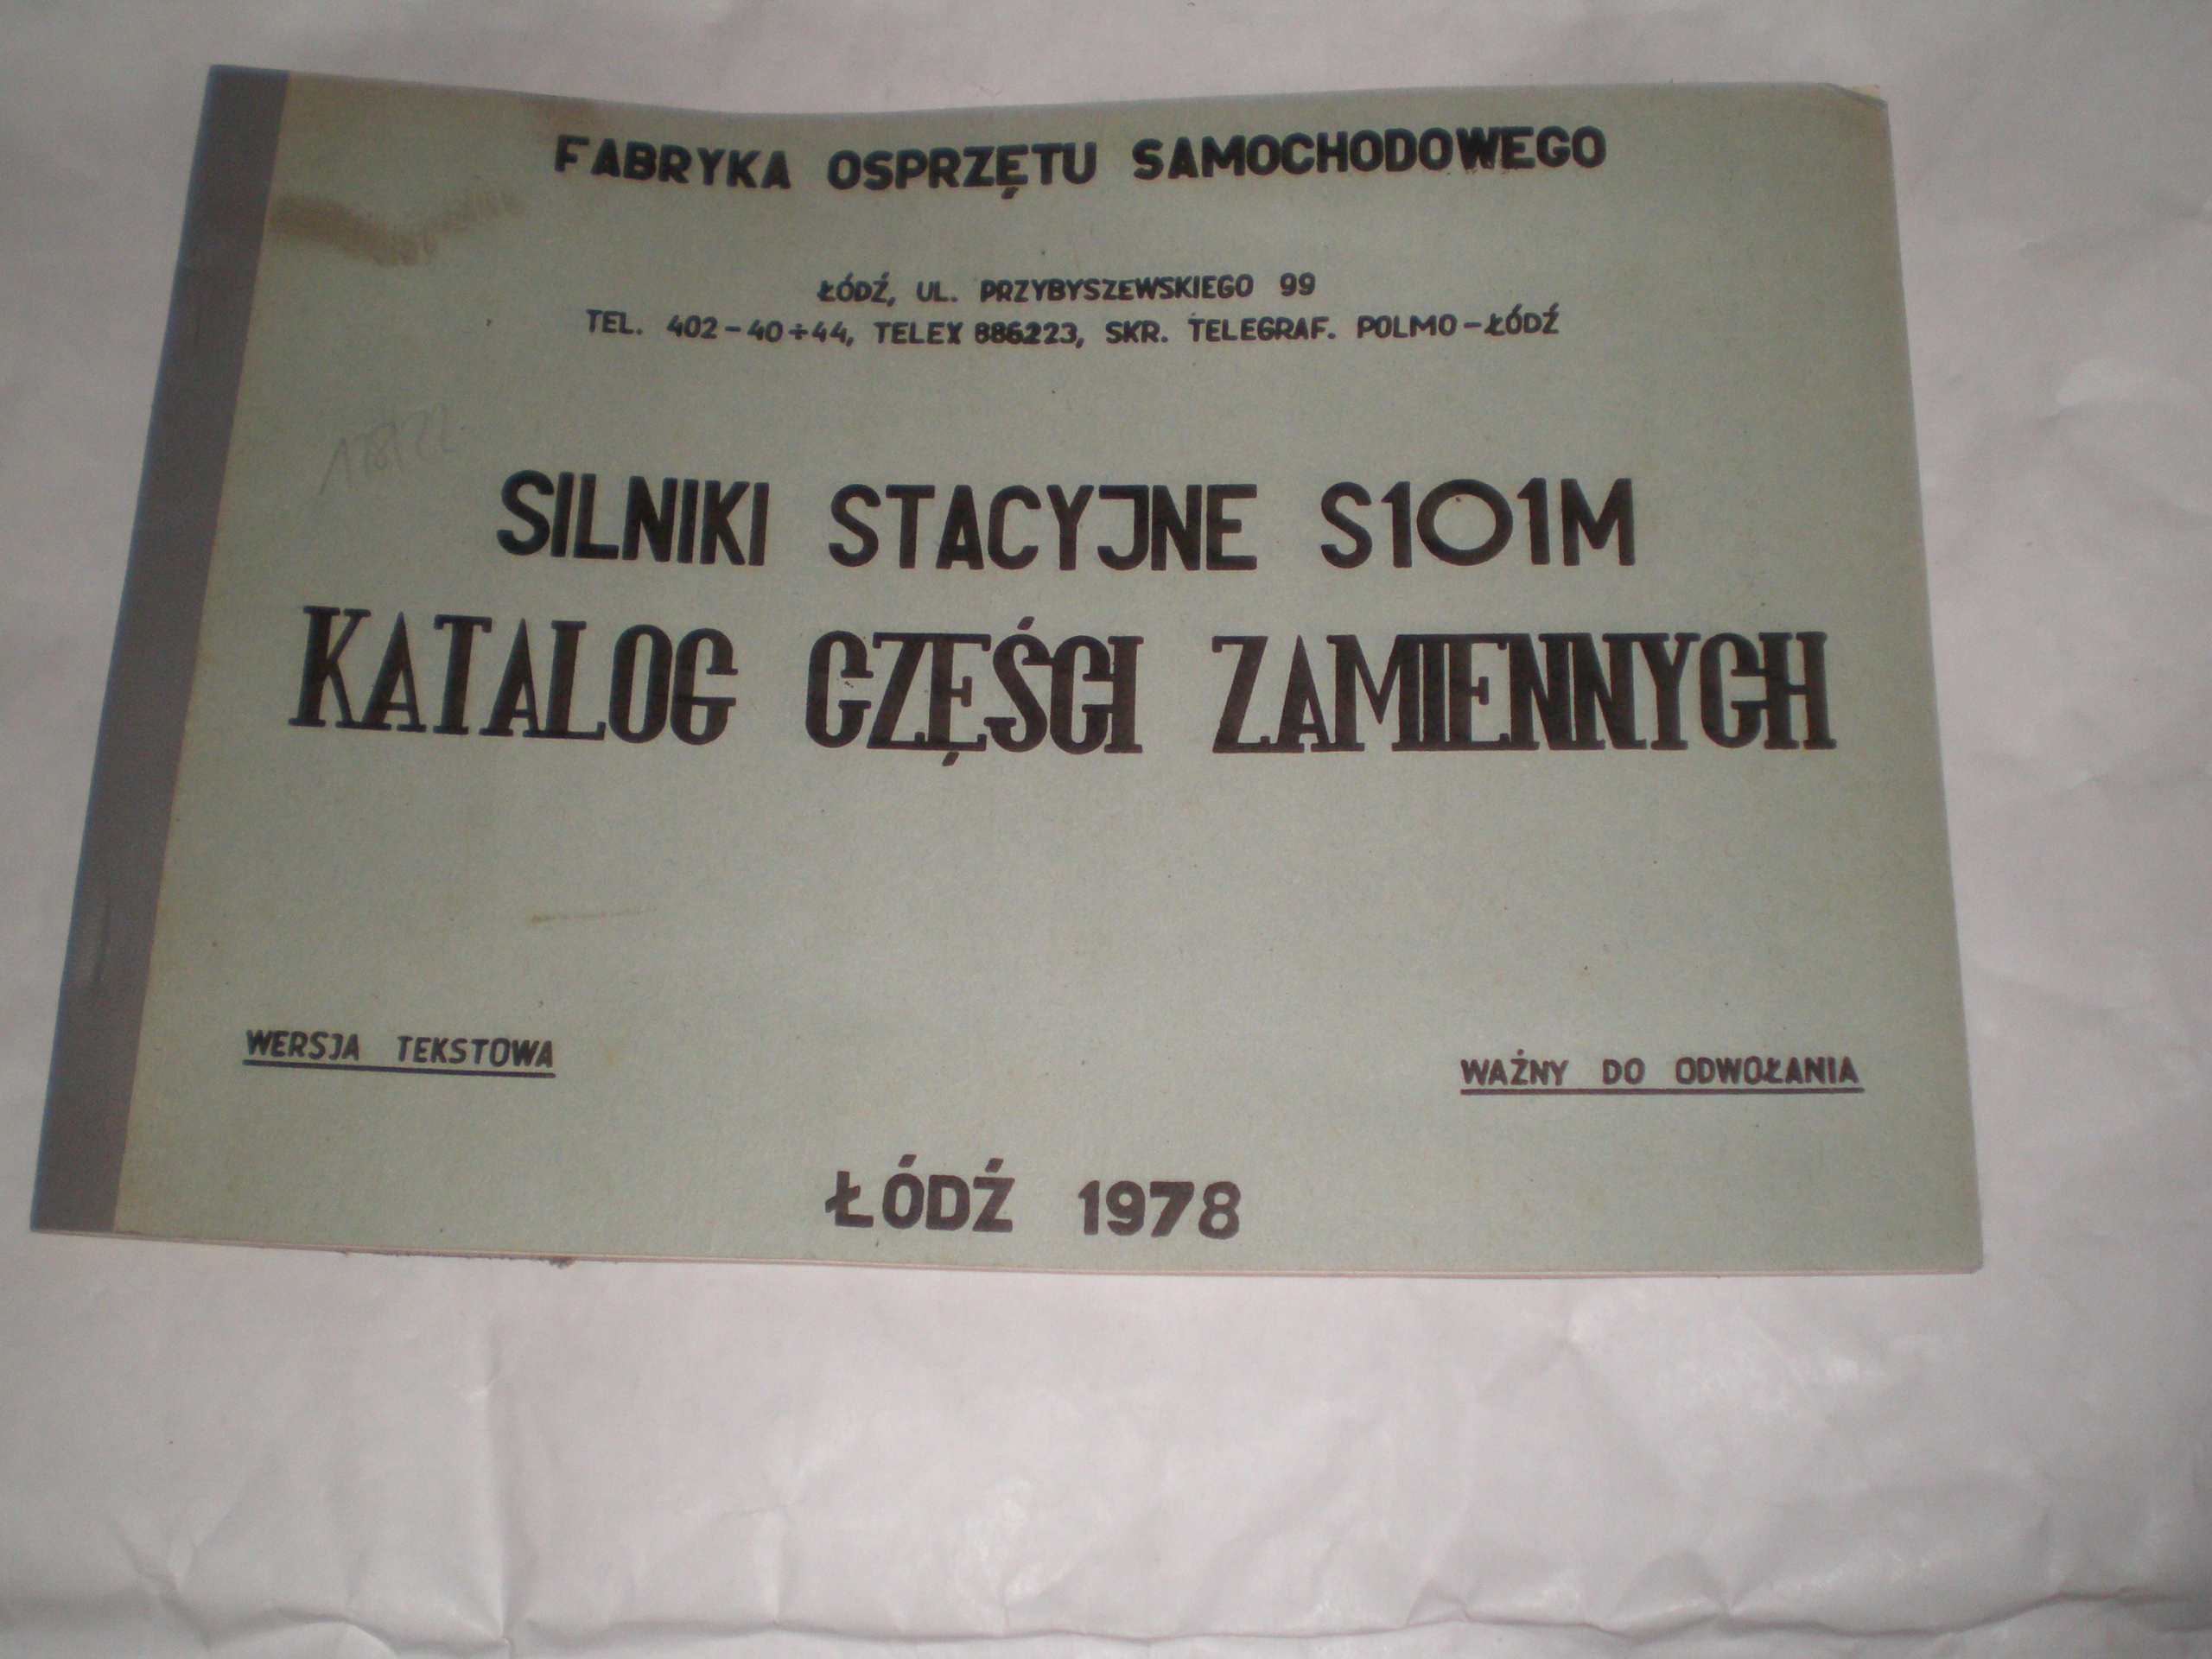 FABRYKA OSPRZĘTU SAMOCHODOWEGO
ŁÓDŹ, UL. PRZYBYSZEWSKIEGO 99
TEL. 402-40÷44, TELEX 886223, SKR. TELEGRAF. POLMO-ŁÓDŹ
SILNIKI STACYJNE S101M
KATALOG CZĘŚCI ZAMIENNYCH
WERSJA TEKSTOWA
WAŻNY DO ODWOŁANIA
ŁÓDŹ 1978